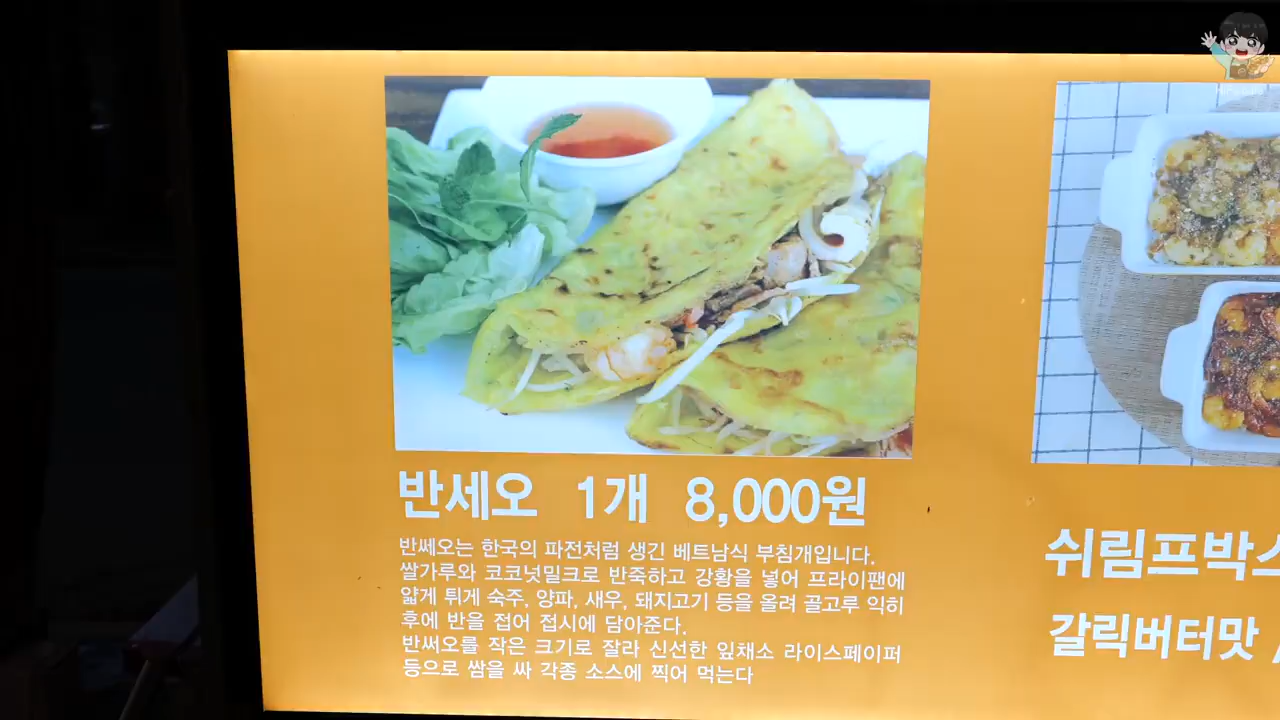 반세오 1개 8,000원
반쎄오는 한국의 파전처럼 생긴 베트남식 부침개입니다.
쌀가루와 코코넛밀크로 반죽하고 강황을 넣어 프라이팬에
얇게 튀게 숙주, 양파, 새우, 돼지고기 등을 올려 골고루 익히
후에 반을 접어 접시에 담아준다.
반써오를 작은 크기로 잘라 신선한 잎채소 라이스페이퍼
등으로 쌈을 싸 각종 소스에 찍어 먹는다
쉬림프박스
갈릭버터맛